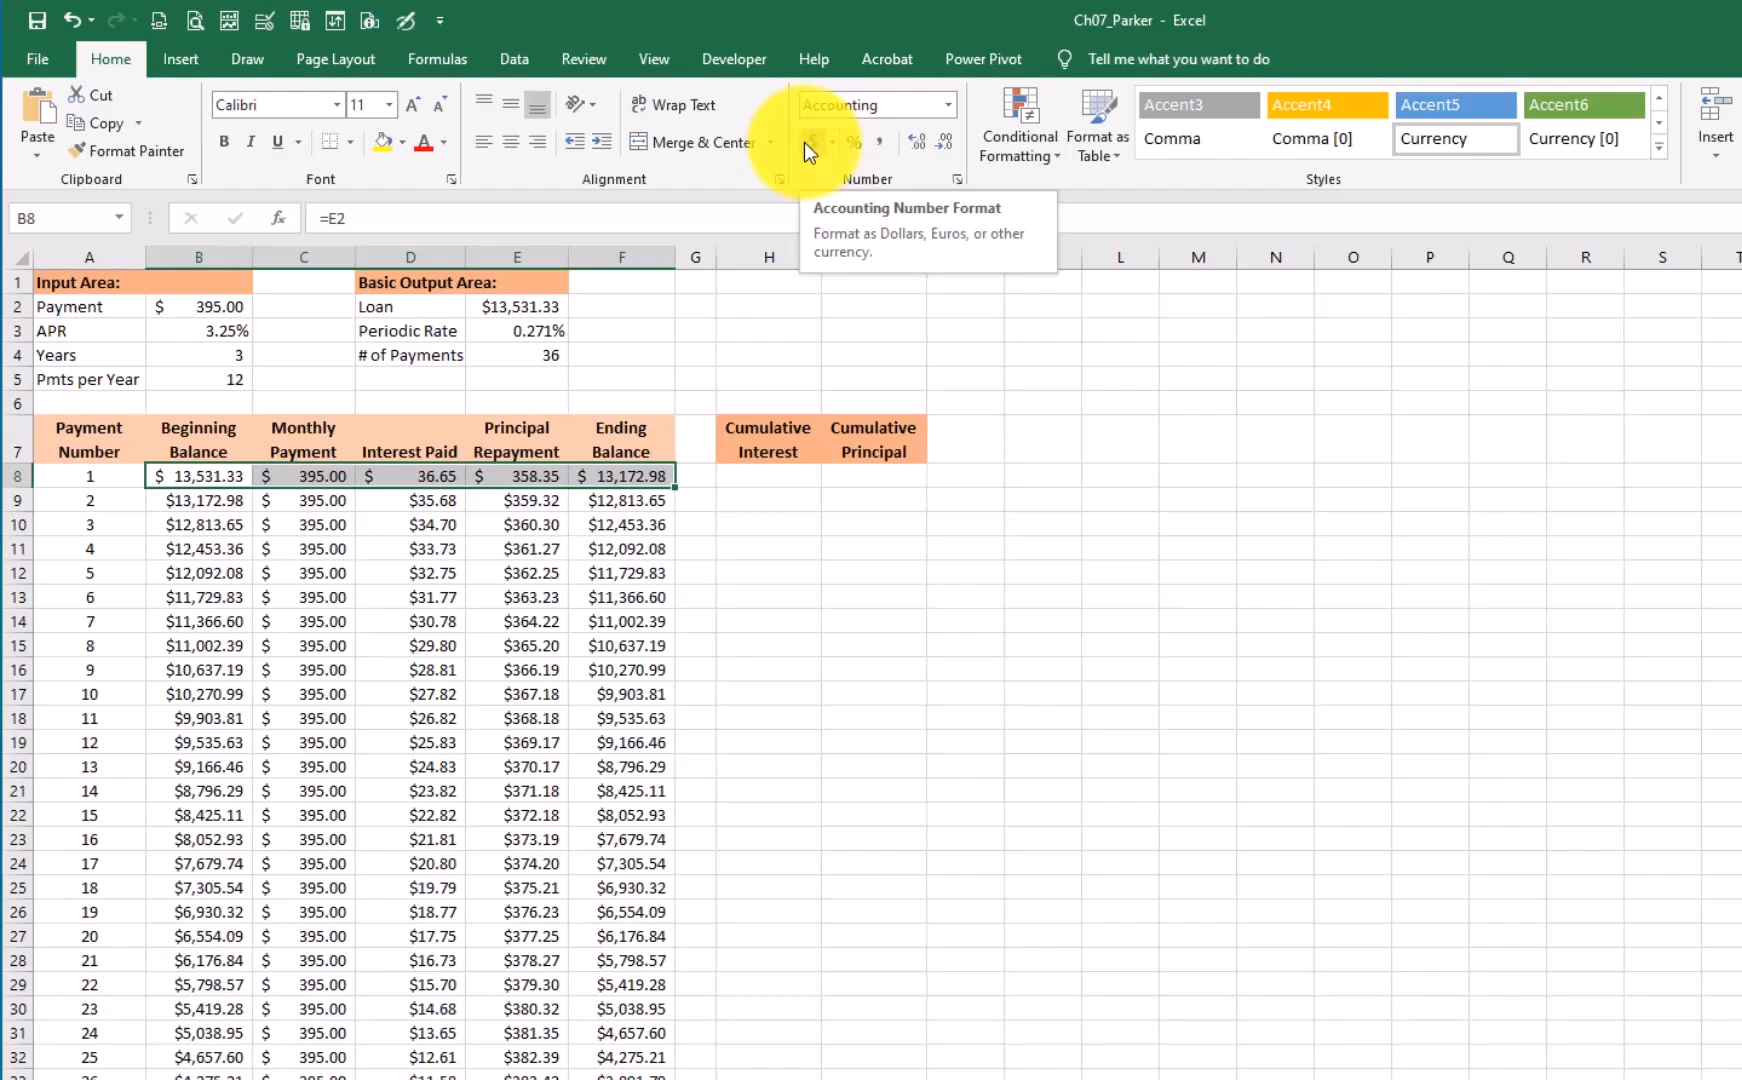 Ch07_Parker - Excel
File Home Insert Draw Page Layout Formulas Data Review View Developer Help Acrobat Power Pivot Tell me what you want to do
Paste
Cut
Copy
Format Painter
Clipboard
Calibri 11
B I U
Font
Wrap Text
Merge & Center
Alignment
Accounting
$ % ,
Number
Conditional Formatting
Format as Table
Accent3 Accent4 Accent5 Accent6
Comma Comma [0] Currency Currency [0]
Styles
Insert
B8 fx =E2
Accounting Number Format
Format as Dollars, Euros, or other
currency.
A B C D E F G H L M N O P Q R S T
1 Input Area: Basic Output Area:
2 Payment $ 395.00 Loan $13,531.33
3 APR 3.25% Periodic Rate 0.271%
4 Years 3 # of Payments 36
5 Pmts per Year 12
6
Payment Beginning Monthly Principal Ending Cumulative Cumulative
7 Number Balance Payment Interest Paid Repayment Balance Interest Principal
8 1 $ 13,531.33 $ 395.00 $ 36.65 $ 358.35 $ 13,172.98
9 2 $13,172.98 $ 395.00 $35.68 $359.32 $12,813.65
10 3 $12,813.65 $ 395.00 $34.70 $360.30 $12,453.36
11 4 $12,453.36 $ 395.00 $33.73 $361.27 $12,092.08
12 5 $12,092.08 $ 395.00 $32.75 $362.25 $11,729.83
13 6 $11,729.83 $ 395.00 $31.77 $363.23 $11,366.60
14 7 $11,366.60 $ 395.00 $30.78 $364.22 $11,002.39
15 8 $11,002.39 $ 395.00 $29.80 $365.20 $10,637.19
16 9 $10,637.19 $ 395.00 $28.81 $366.19 $10,270.99
17 10 $10,270.99 $ 395.00 $27.82 $367.18 $9,903.81
18 11 $9,903.81 $ 395.00 $26.82 $368.18 $9,535.63
19 12 $9,535.63 $ 395.00 $25.83 $369.17 $9,166.46
20 13 $9,166.46 $ 395.00 $24.83 $370.17 $8,796.29
21 14 $8,796.29 $ 395.00 $23.82 $371.18 $8,425.11
22 15 $8,425.11 $ 395.00 $22.82 $372.18 $8,052.93
23 16 $8,052.93 $ 395.00 $21.81 $373.19 $7,679.74
24 17 $7,679.74 $ 395.00 $20.80 $374.20 $7,305.54
25 18 $7,305.54 $ 395.00 $19.79 $375.21 $6,930.32
26 19 $6,930.32 $ 395.00 $18.77 $376.23 $6,554.09
27 20 $6,554.09 $ 395.00 $17.75 $377.25 $6,176.84
28 21 $6,176.84 $ 395.00 $16.73 $378.27 $5,798.57
29 22 $5,798.57 $ 395.00 $15.70 $379.30 $5,419.28
30 23 $5,419.28 $ 395.00 $14.68 $380.32 $5,038.95
31 24 $5,038.95 $ 395.00 $13.65 $381.35 $4,657.60
32 25 $4,657.60 $ 395.00 $12.61 $382.39 $4,275.21